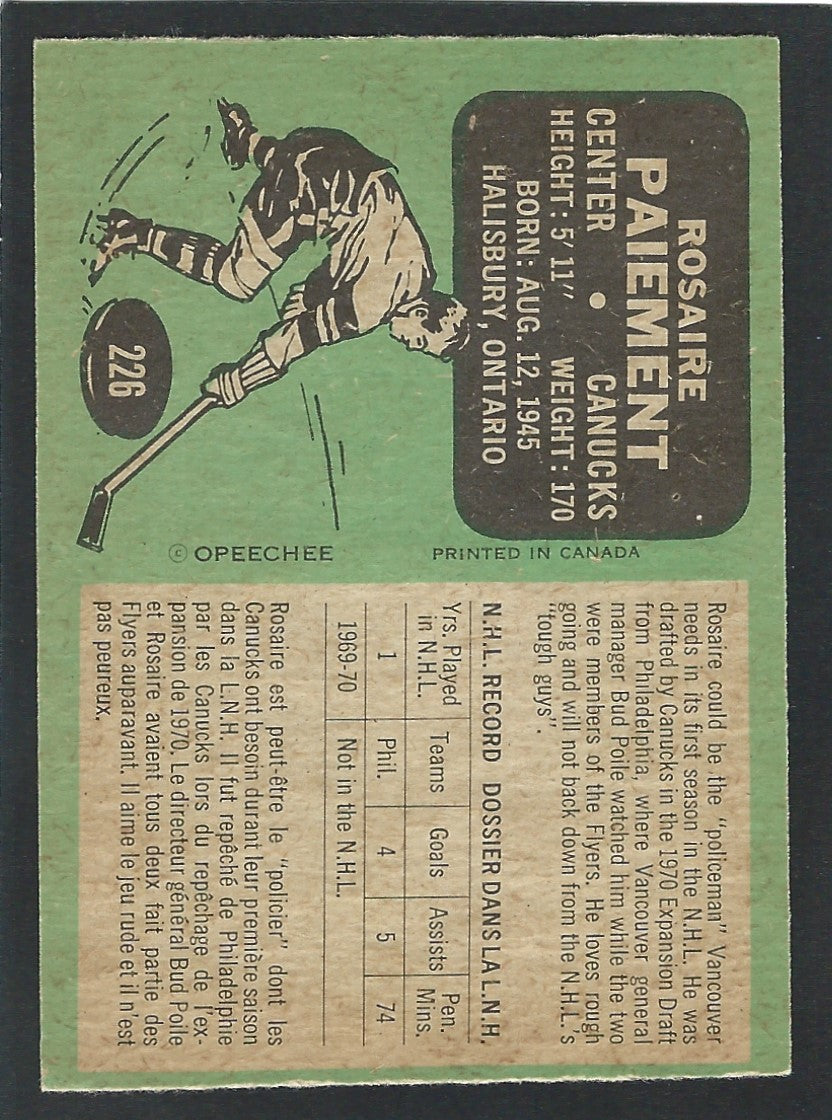 ROSAIRE
PAIEMENT
CENTER • CANUCKS
HEIGHT: 5' 11" WEIGHT: 170
BORN: AUG. 12, 1945
HALISBURY, ONTARIO
226
© OPEECHEE
PRINTED IN CANADA
Rosaire could be the "policeman" Vancouver
needs in its first season in the N.H.L. He was
drafted by Canucks in the 1970 Expansion Draft
from Philadelphia, where Vancouver general
manager Bud Poile watched him while the two
were members of the Flyers. He loves rough
going and will not back down from the N.H.L.'s
"tough guys".
N.H.L. RECORD DOSSIER DANS LA L.N.H.
Yrs. Played in N.H.L. Teams Goals Assists Pen. Mins.
1 Phil. 4 5 74
1969-70 Not in the N.H.L.
Rosaire est peut-être le "policier" dont les
Canucks ont besoin durant leur première saison
dans la L.N.H. Il fut repêché de Philadelphie
par les Canucks lors du repêchage de l'ex-
pansion de 1970. Le directeur général Bud Poile
et Rosaire avaient tous deux fait partie des
Flyers auparavant. Il aime le jeu rude et il n'est
pas peureux.